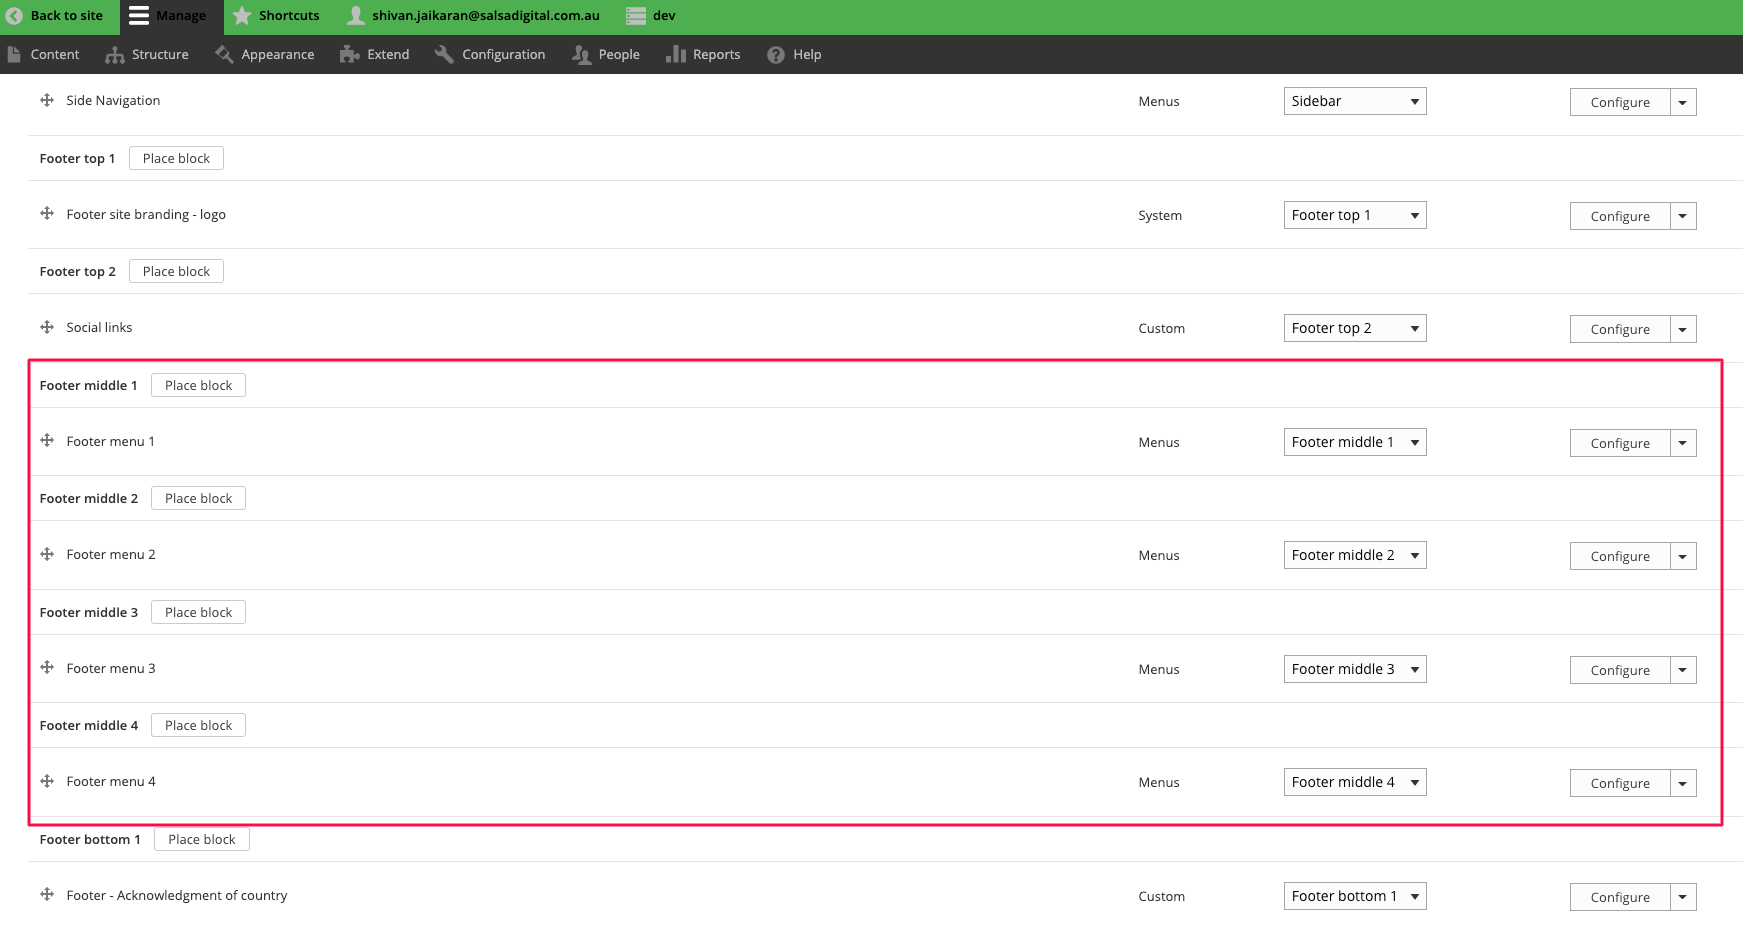 Back to site Manage Shortcuts shivan.jaikaran@salsadigital.com.au dev
Content Structure Appearance Extend Configuration People Reports Help
Side Navigation Menus Sidebar Configure
Footer top 1 Place block
Footer site branding - logo System Footer top 1 Configure
Footer top 2 Place block
Social links Custom Footer top 2 Configure
Footer middle 1 Place block
Footer menu 1 Menus Footer middle 1 Configure
Footer middle 2 Place block
Footer menu 2 Menus Footer middle 2 Configure
Footer middle 3 Place block
Footer menu 3 Menus Footer middle 3 Configure
Footer middle 4 Place block
Footer menu 4 Menus Footer middle 4 Configure
Footer bottom 1 Place block
Footer - Acknowledgment of country Custom Footer bottom 1 Configure